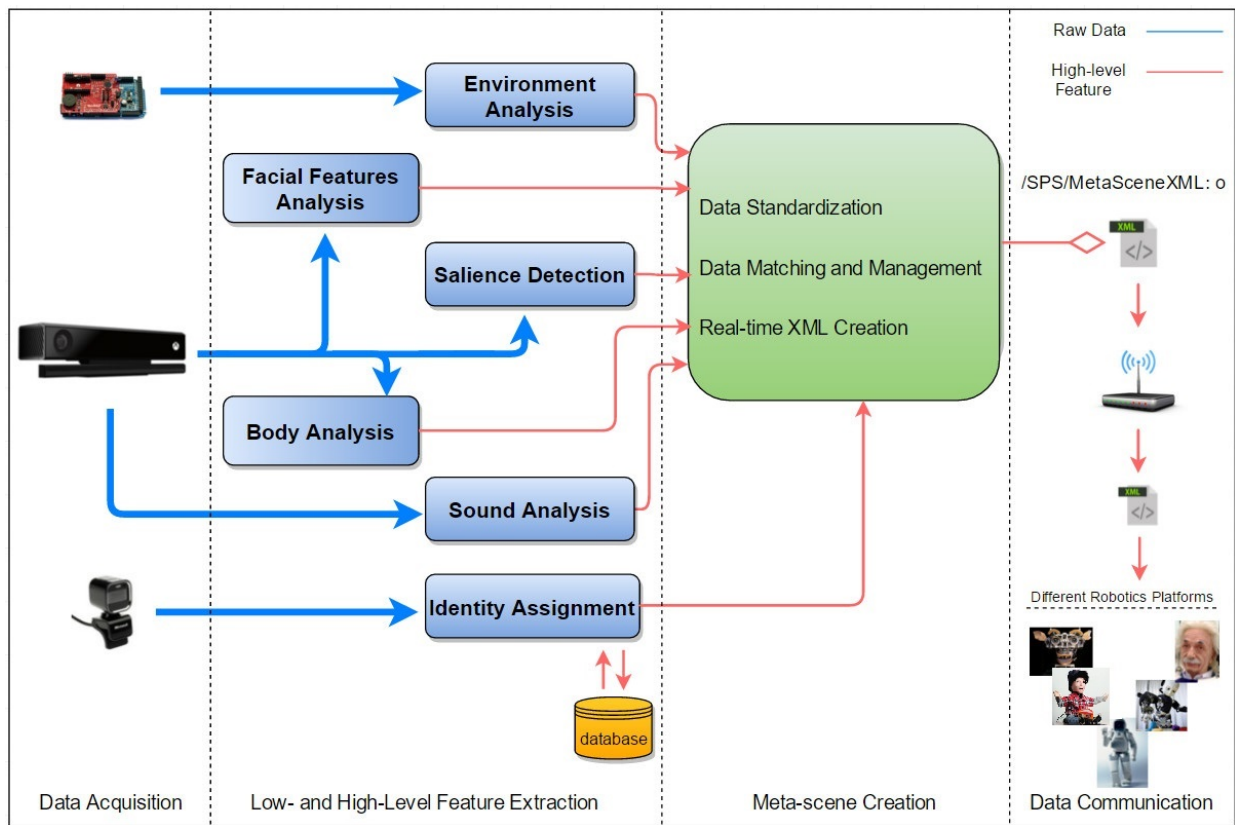 Raw Data
High-level
Feature
Environment
Analysis
Facial Features
Analysis
Salience Detection
Body Analysis
Sound Analysis
Identity Assignment
database
Data Standardization
Data Matching and Management
Real-time XML Creation
/SPS/MetaSceneXML: o
XML
</>
XML
</>
Different Robotics Platforms
Data Acquisition
Low- and High-Level Feature Extraction
Meta-scene Creation
Data Communication